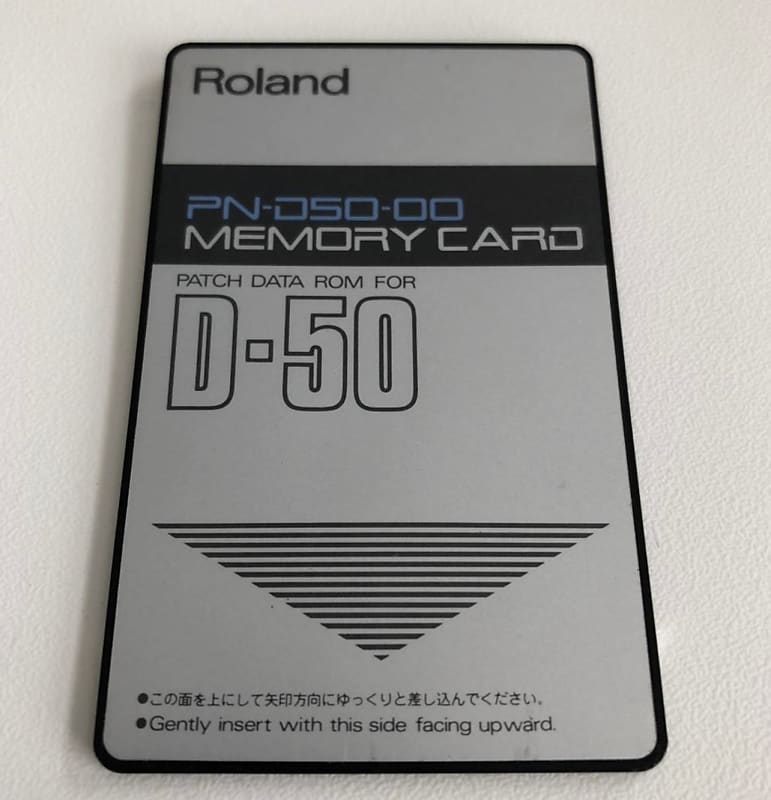 Roland
PN-D50-00
MEMORY CARD
PATCH DATA ROM FOR
D-50
●この面を上にして矢印方向にゆっくりと差し込んでください。
●Gently insert with this side facing upward.